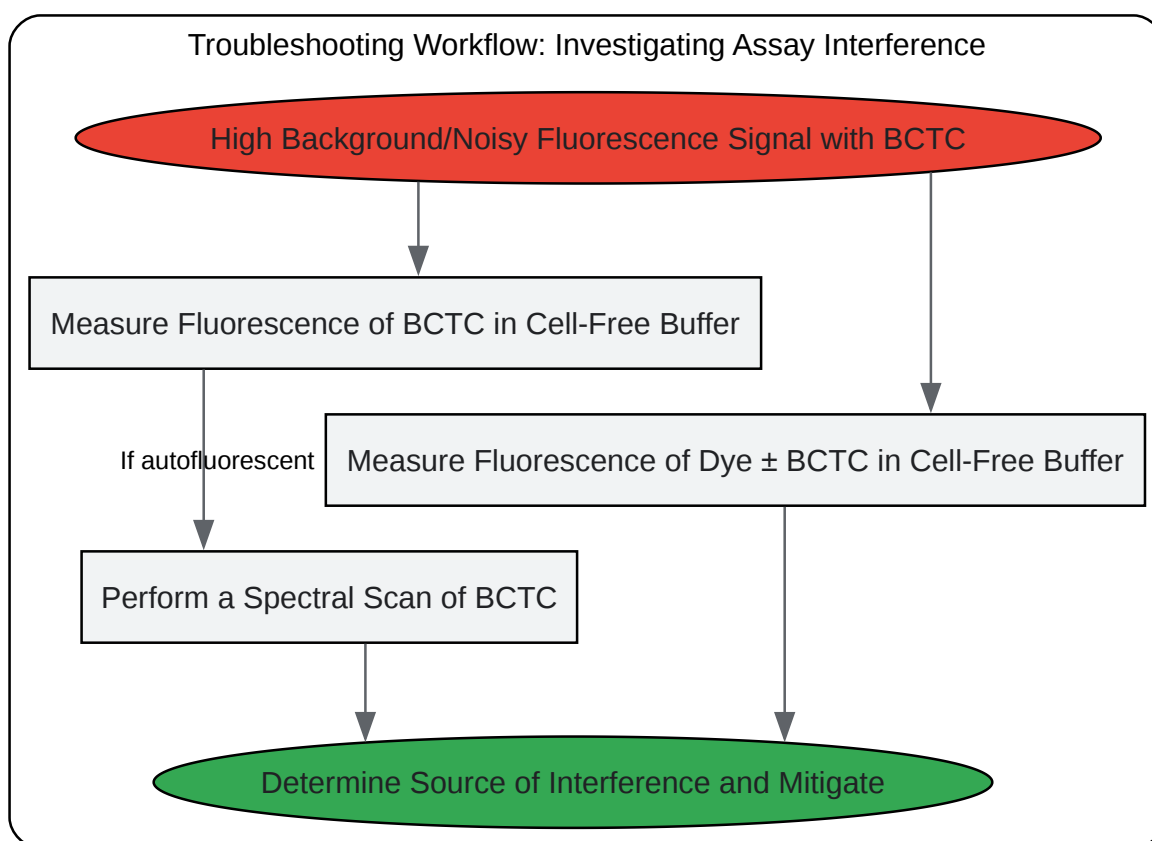 Troubleshooting Workflow: Investigating Assay Interference
High Background/Noisy Fluorescence Signal with BCTC
Measure Fluorescence of BCTC in Cell-Free Buffer
If autofluorescent
Measure Fluorescence of Dye ± BCTC in Cell-Free Buffer
Perform a Spectral Scan of BCTC
Determine Source of Interference and Mitigate